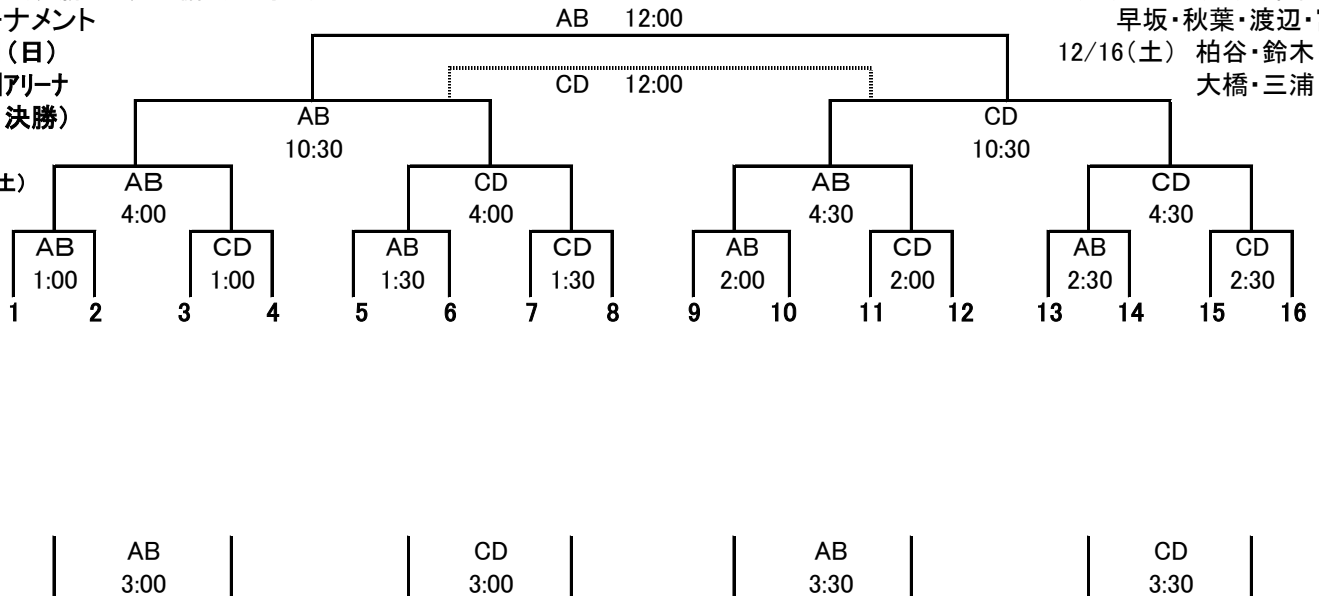 ーナメント AB 12:00 早坂・秋葉・渡辺・
(日) 12/16(土) 柏谷・鈴木
アリーナ CD 12:00 大橋・三浦
決勝) AB CD
10:30 10:30
土) AB CD AB CD
4:00 4:00 4:30 4:30
AB CD AB CD AB CD AB CD
1:00 1:00 1:30 1:30 2:00 2:00 2:30 2:30
1 2 3 4 5 6 7 8 9 10 11 12 13 14 15 16
AB CD AB CD
3:00 3:00 3:30 3:30